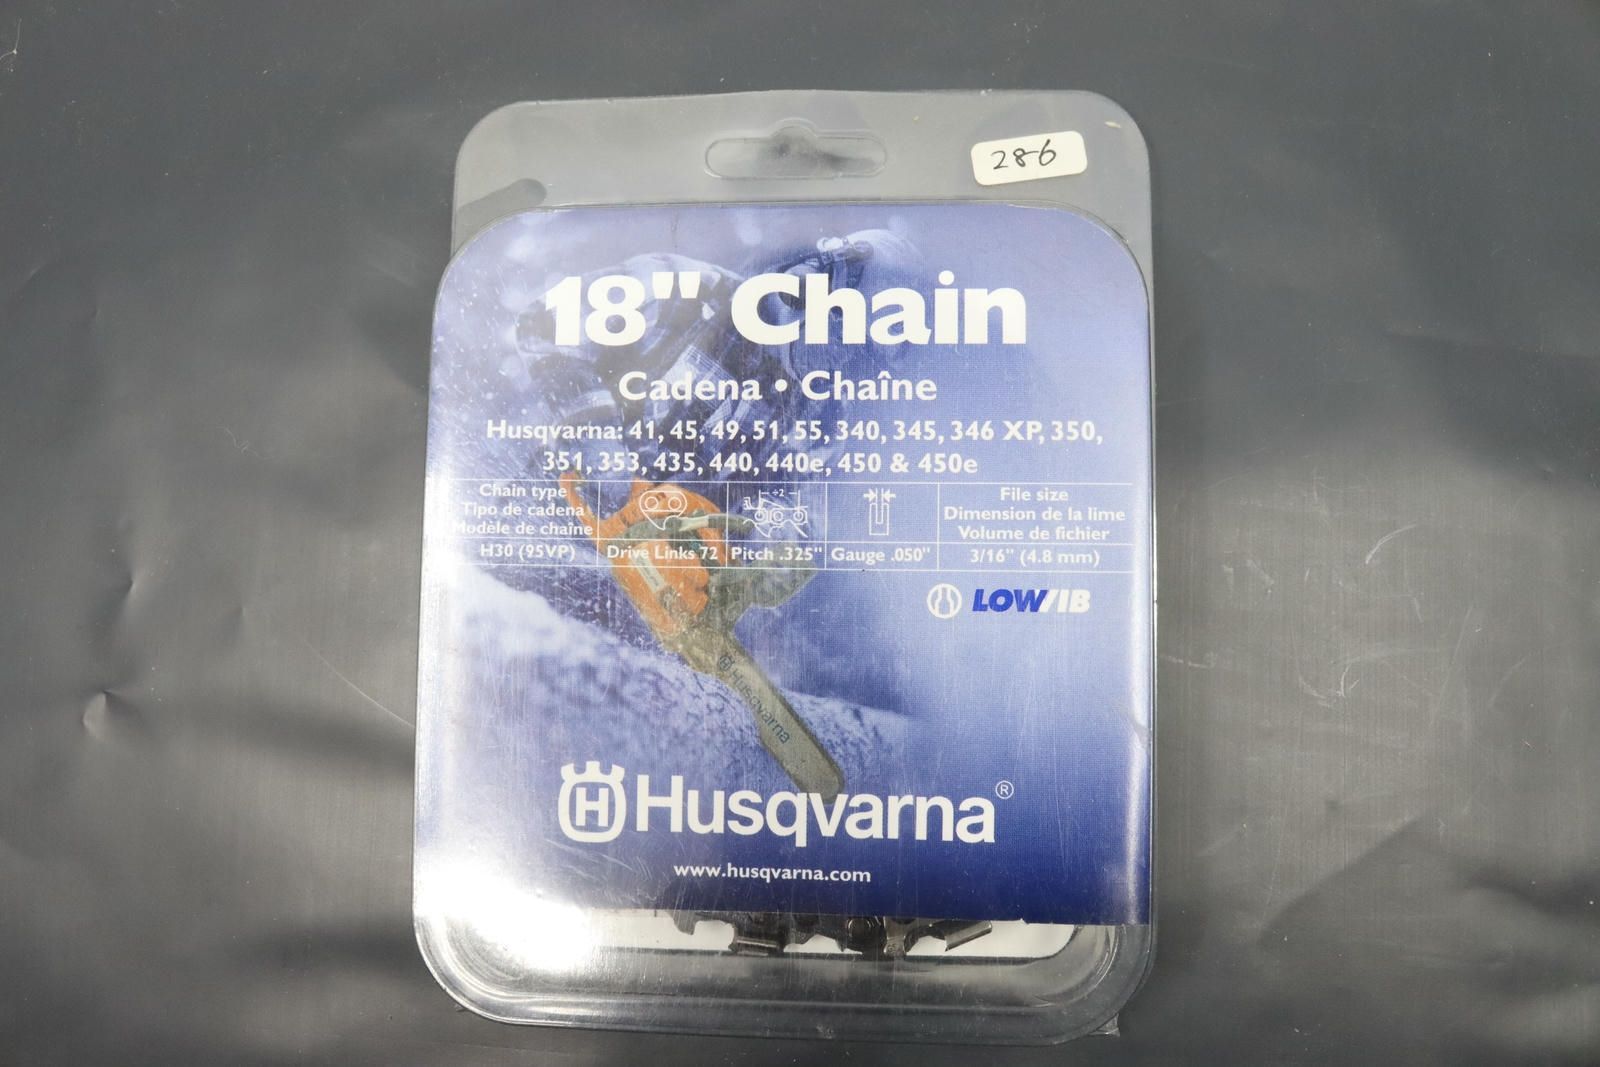 286
18" Chain
Cadena • Chaîne
Husqvarna: 41, 45, 49, 51, 55, 340, 345, 346 XP, 350,
351, 353, 435, 440, 440e, 450 & 450e
Chain type
Tipo de cadena
Modèle de chaîne
÷2
File size
Dimension de la lime
Volume de fichier
H30 (95VP) Drive Links 72 Pitch .325" Gauge .050" 3/16" (4.8 mm)
LOWVIB
Husqvarna
H Husqvarna®
www.husqvarna.com